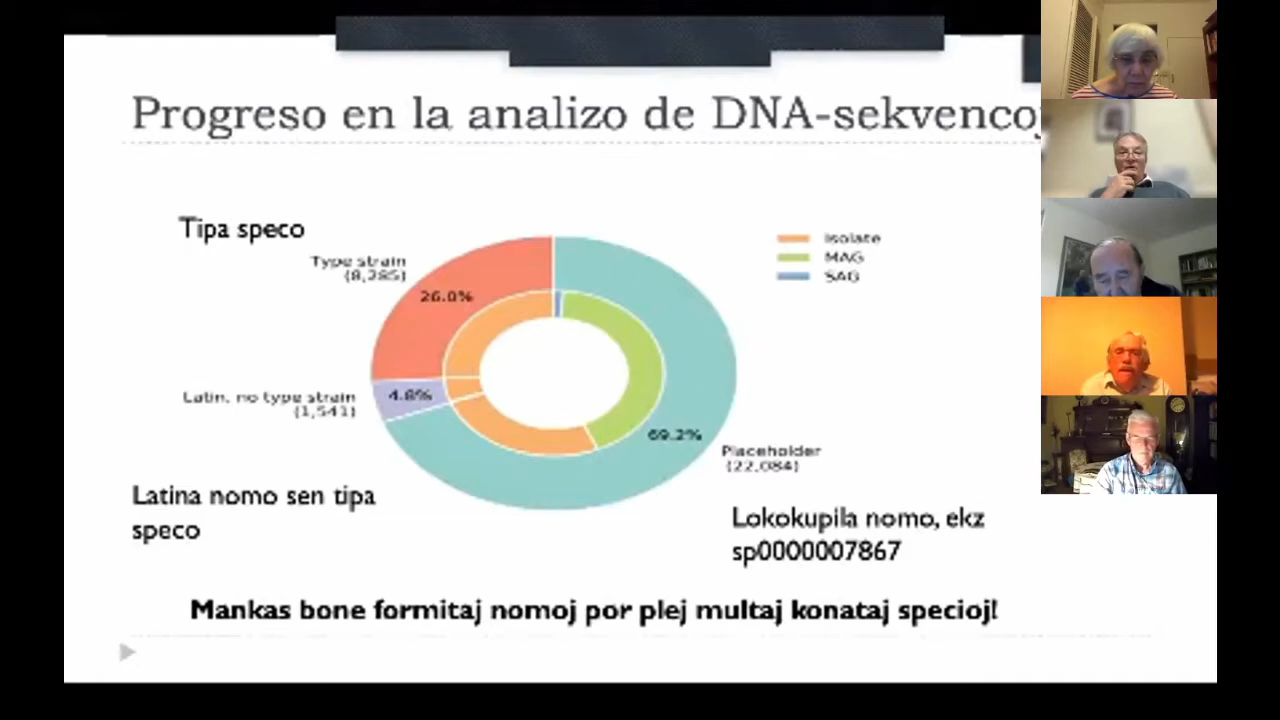 Progreso en la analizo de DNA-sekvencoj
Tipa speco
Type strain
(8,285)
26.0%
Isolate
MAG
SAG
Latin, no type strain
(1,541)
4.8%
69.2%
Placeholder
(22,084)
Latina nomo sen tipa
speco
Lokokupila nomo, ekz
sp0000007867
Mankas bone formitaj nomoj por plej multaj konataj specioj!